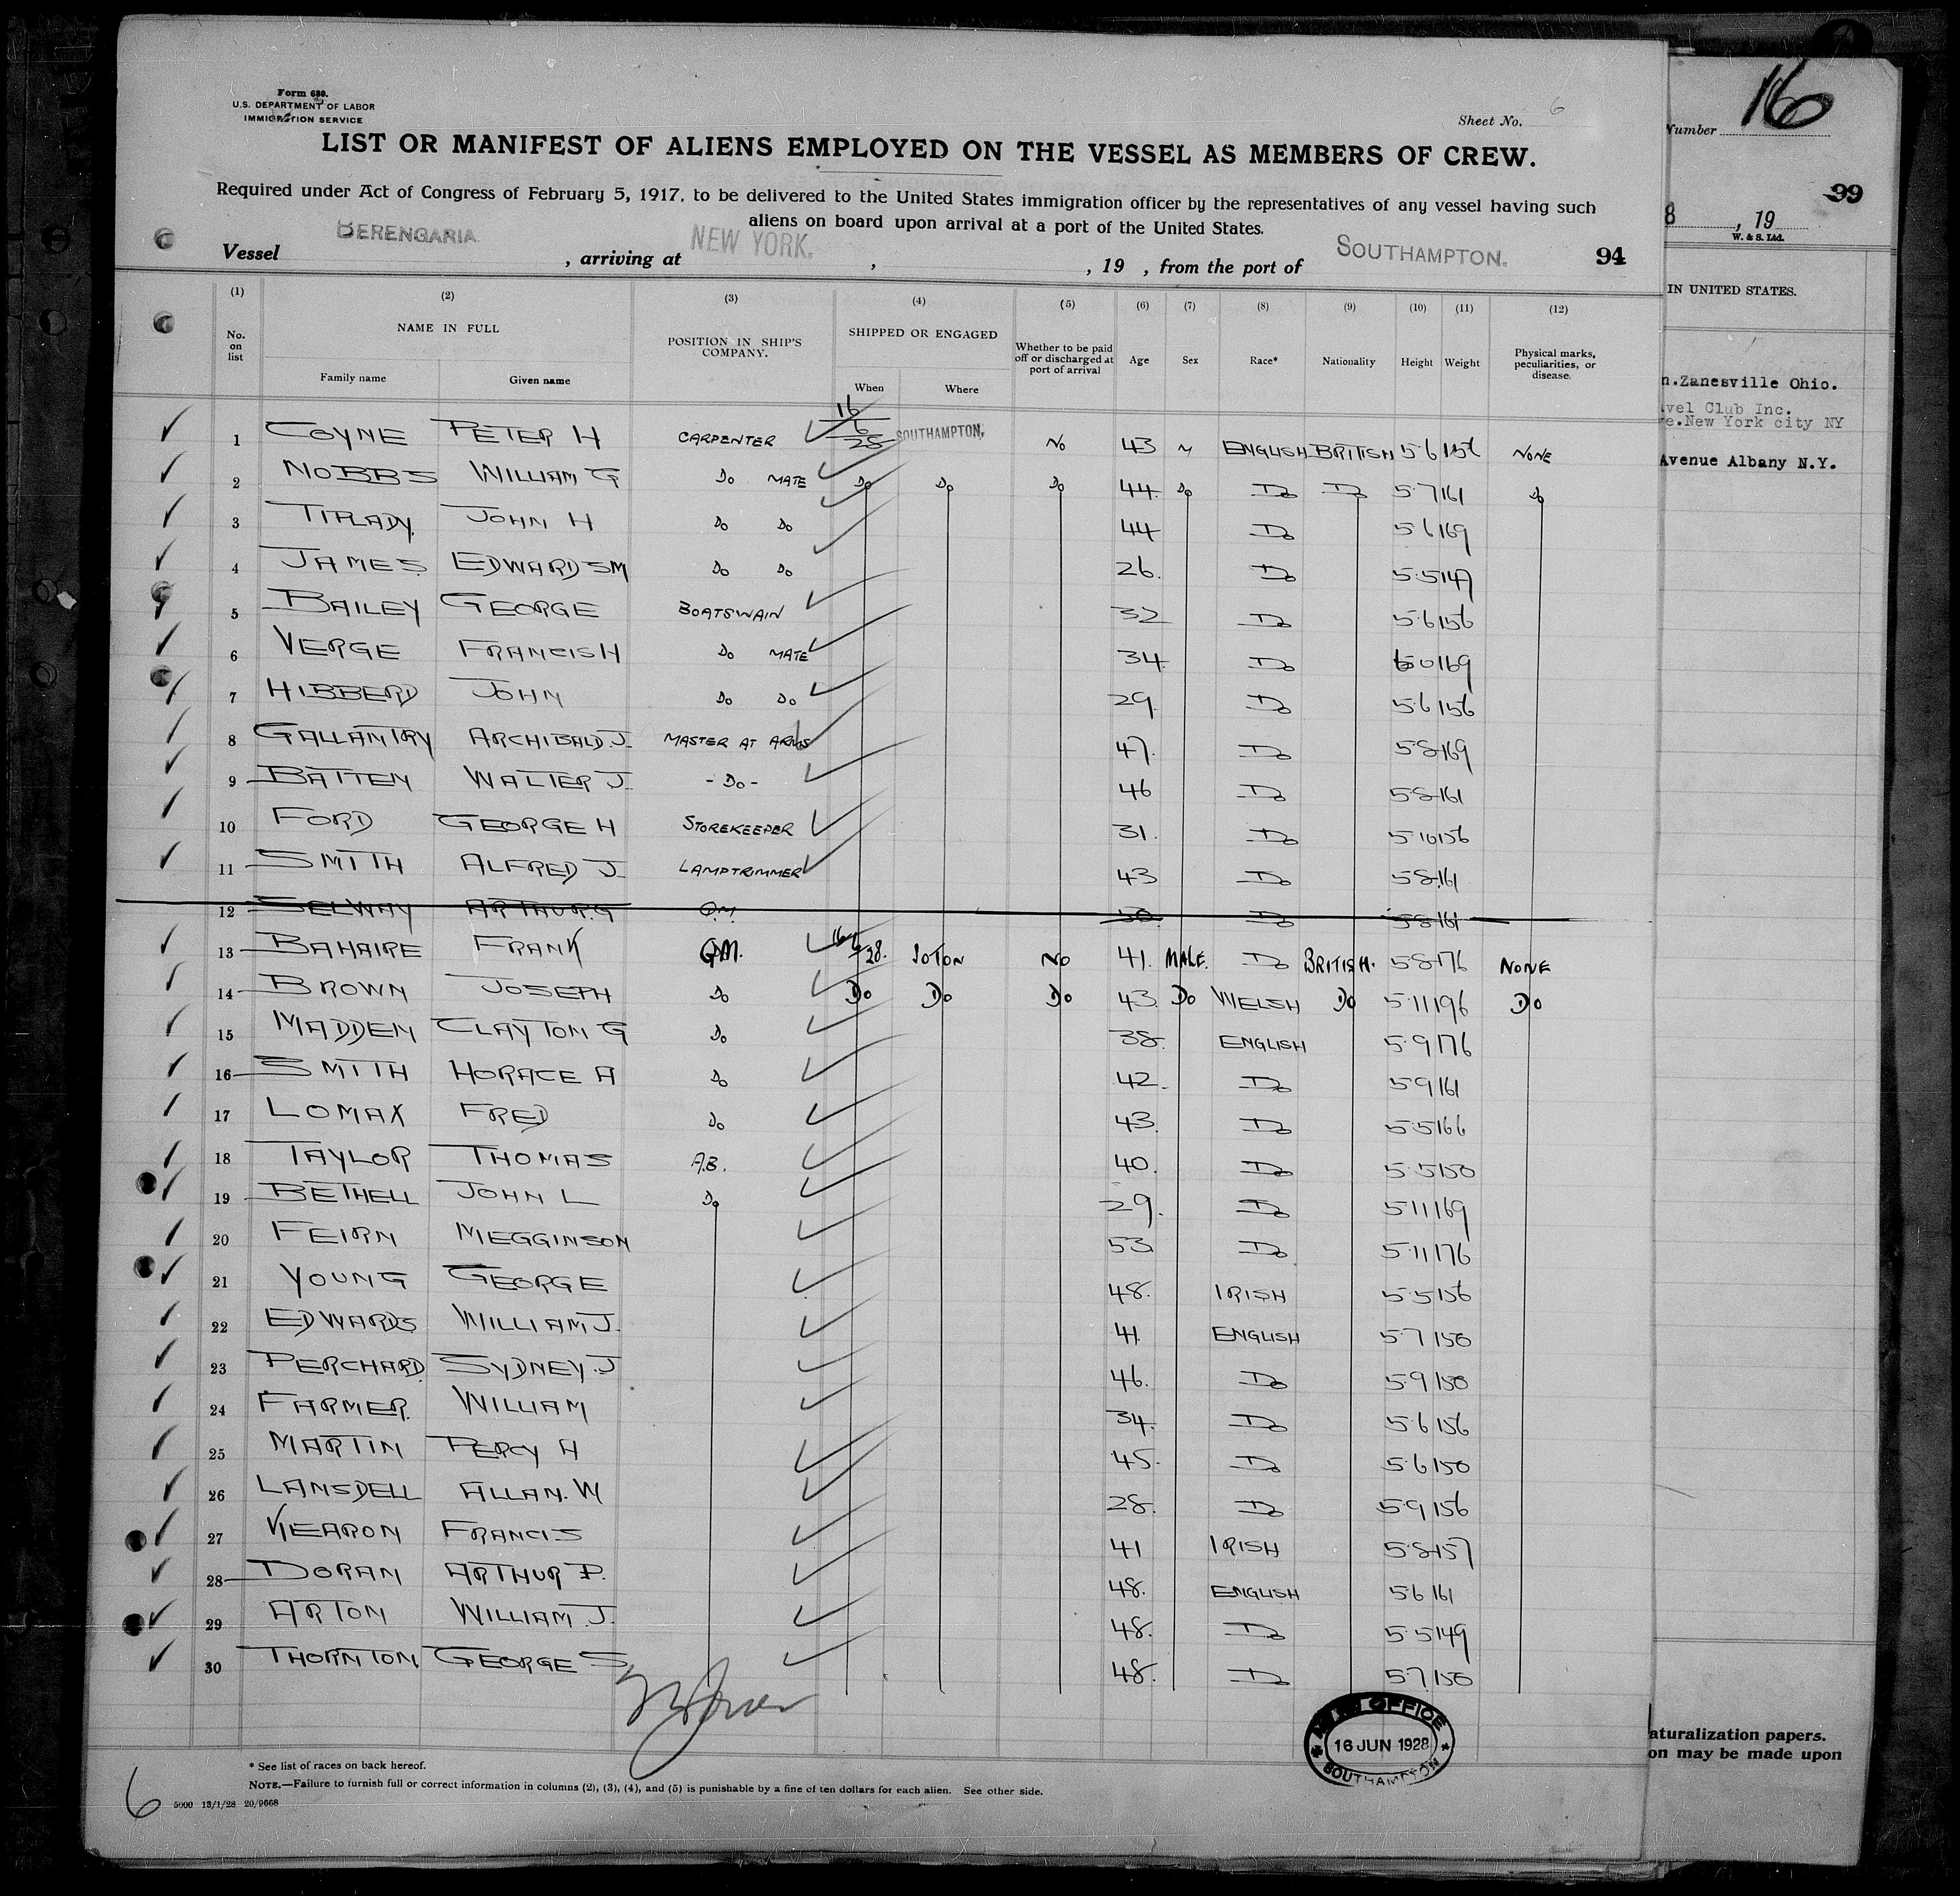 Form 680.
U.S. DEPARTMENT OF LABOR
IMMIGRATION SERVICE
Sheet No. 6
LIST OR MANIFEST OF ALIENS EMPLOYED ON THE VESSEL AS MEMBERS OF CREW.
Required under Act of Congress of February 5, 1917, to be delivered to the United States immigration officer by the representatives of any vessel having such
aliens on board upon arrival at a port of the United States.
Vessel BERENGARIA , arriving at NEW YORK. , , 19 , from the port of SOUTHAMPTON. 94
(1) (2) (3) (4) (5) (6) (7) (8) (9) (10) (11) (12)
No. on list NAME IN FULL Family name Given name POSITION IN SHIP'S COMPANY. SHIPPED OR ENGAGED When Where Whether to be paid off or discharged at port of arrival Age Sex Race* Nationality Height Weight Physical marks, peculiarities, or disease
1 COYNE PETER H CARPENTER 16/6/28 SOUTHAMPTON. NO 43 M ENGLISH BRITISH 5 6 156 NONE
2 NOBBS WILLIAM G DO MATE DO DO DO 44 DO DO DO 5.7 161 DO
3 TIPLADY JOHN H DO DO 44 DO 5.6 169
4 JAMES EDWARD S M DO DO 26. DO 5.5 147
5 BAILEY GEORGE BOATSWAIN 32 DO 5.6 156
6 VERGE FRANCIS H DO MATE 34 DO 6 0 169
7 HIBBERD JOHN DO DO 29. DO 5.6 156
8 GALLANTRY ARCHIBALD. J. MASTER AT ARMS 47. DO 5.8 169
9 BATTEN WALTER J. - DO - 46 DO 5.8 161
10 FORD GEORGE H STOREKEEPER 31. DO 5.10 156
11 SMITH ALFRED J. LAMPTRIMMER 43 DO 5.8 161
12 SELWAY ARTHUR. G Q.M. 50. DO 5.8 161
13 BAHAIRE FRANK Q.M. 16/6/28. SOTON NO 41. MALE. DO BRITISH. 5.8 176 NONE
14 BROWN JOSEPH DO DO DO DO 43. DO WELSH DO 5.11 196 DO
15 MADDEN CLAYTON G DO 38. ENGLISH 5.9 176
16 SMITH HORACE A DO 42. DO 5.9 161
17 LOMAX FRED DO 43. DO 5.5 166
18 TAYLOR THOMAS A.B. 40. DO 5.5 150
19 BETHELL JOHN L DO 29. DO 5.11 169
20 FEIRN MEGGINSON 53 DO 5.11 176
21 YOUNG GEORGE 48. IRISH 5.5 156
22 EDWARDS WILLIAM J. 41 ENGLISH 5.7 150
23 PERCHARD. SYDNEY. J 46. DO 5.9 150
24 FARMER. WILLIAM 34. DO 5.6 156
25 MARTIN PERCY A 45. DO 5.6 150
26 LANSDELL ALLAN. W 28. DO 5.9 156
27 KEARON FRANCIS 41 IRISH 5.8 157
28 DORAN ARTHUR P. 48. ENGLISH 5.6 161
29 ARTON WILLIAM J. 48. DO 5.5 149
30 THORNTON. GEORGE S 48. DO 5.7 150
OFFICE
16 JUN 1928
SOUTHAMPTON
* See list of races on back hereof.
NOTE.—Failure to furnish full or correct information in columns (2), (3), (4), and (5) is punishable by a fine of ten dollars for each alien. See other side.
5000 13/1/28 20/9668
6
Number 16
99
8 , 19
W. & S. Ltd.
IN UNITED STATES.
n.Zanesville Ohio.
vel Club Inc.
e.New York city NY
Avenue Albany N.Y.
aturalization papers.
on may be made upon